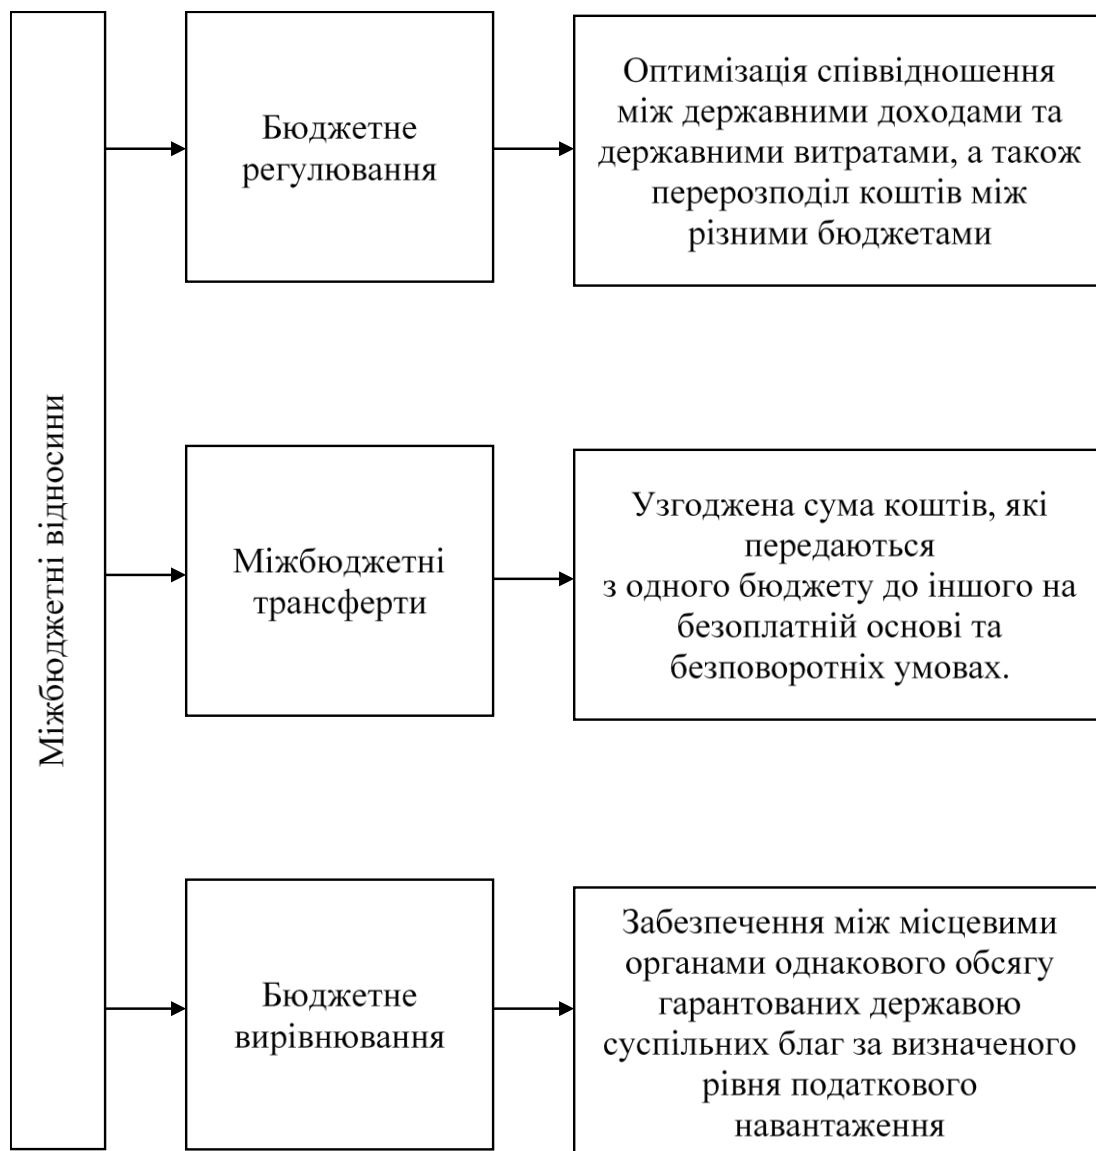 Міжбюджетні відносини
Бюджетне
регулювання
Оптимізація співвідношення
між державними доходами та
державними витратами, а також
перерозподіл коштів між
різними бюджетами
Міжбюджетні
трансферти
Узгоджена сума коштів, які
передаються
з одного бюджету до іншого на
безоплатній основі та
безповоротніх умовах.
Бюджетне
вирівнювання
Забезпечення між місцевими
органами однакового обсягу
гарантованих державою
суспільних благ за визначеного
рівня податкового
навантаження